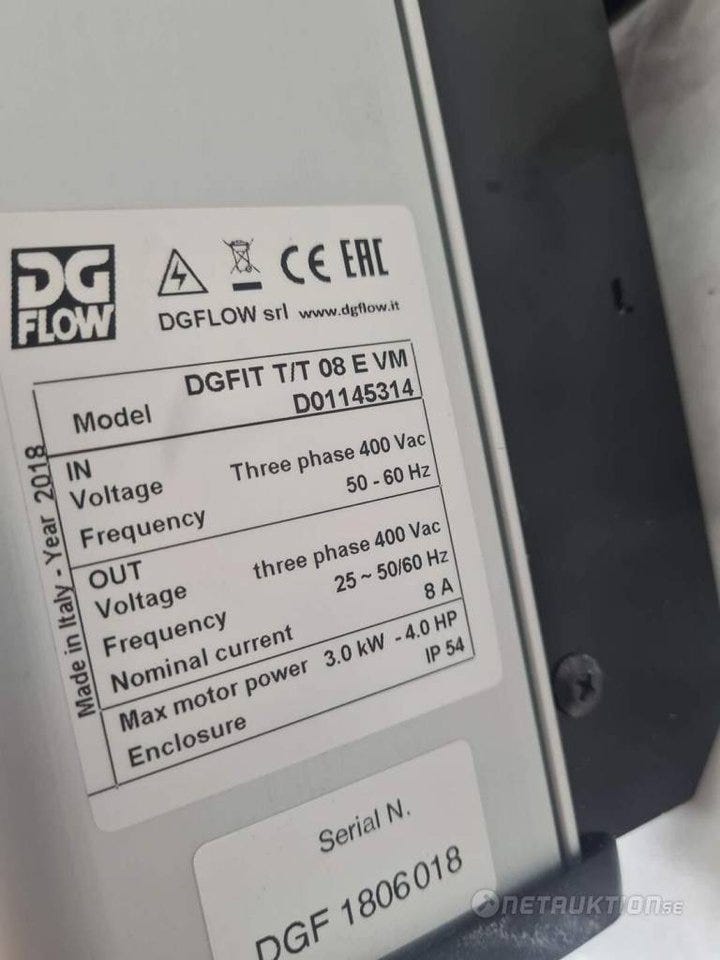 DG
FLOW
CE EAC
DGFLOW srl www.dgflow.it
Made in Italy - Year 2018
Model DGFIT T/T 08 E VM
D01145314
IN
Voltage Three phase 400 Vac
Frequency 50 - 60 Hz
OUT
Voltage three phase 400 Vac
Frequency 25 ~ 50/60 Hz
Nominal current 8 A
Max motor power 3.0 kW - 4.0 HP
Enclosure IP 54
Serial N.
DGF 1806018
NETAUKTION.SE